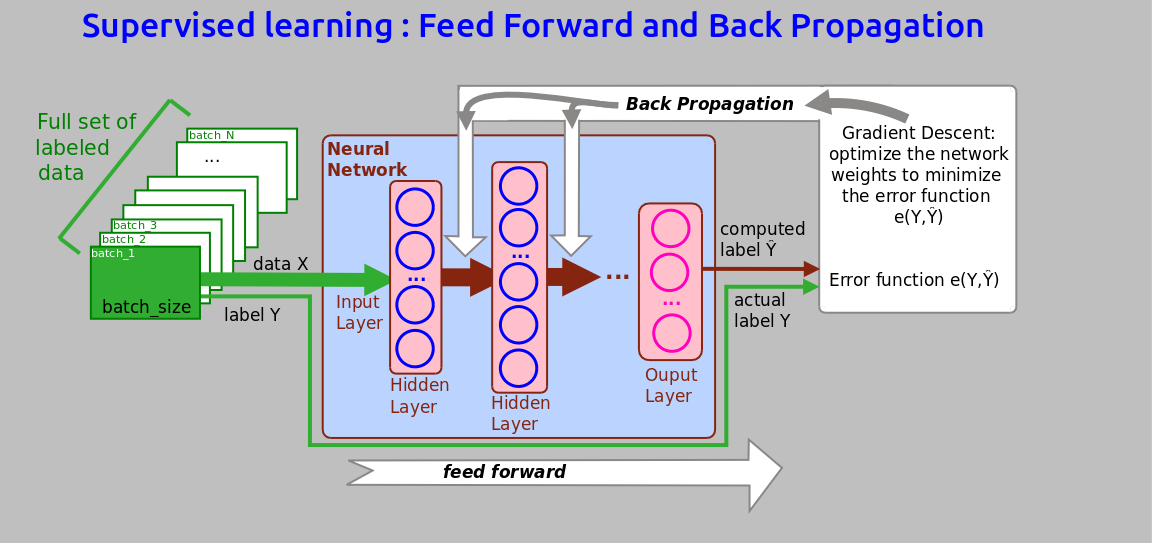 Supervised learning : Feed Forward and Back Propagation
Full set of
labeled
data
batch_N
...
batch_3
batch_2
batch_1
batch_size
data X
label Y
Neural
Network
Input
Layer
...
Hidden
Layer
...
Hidden
Layer
...
...
Ouput
Layer
Back Propagation
computed
label Ÿ
actual
label Y
Gradient Descent:
optimize the network
weights to minimize
the error function
e(Y,Ÿ)
Error function e(Y,Ÿ)
feed forward